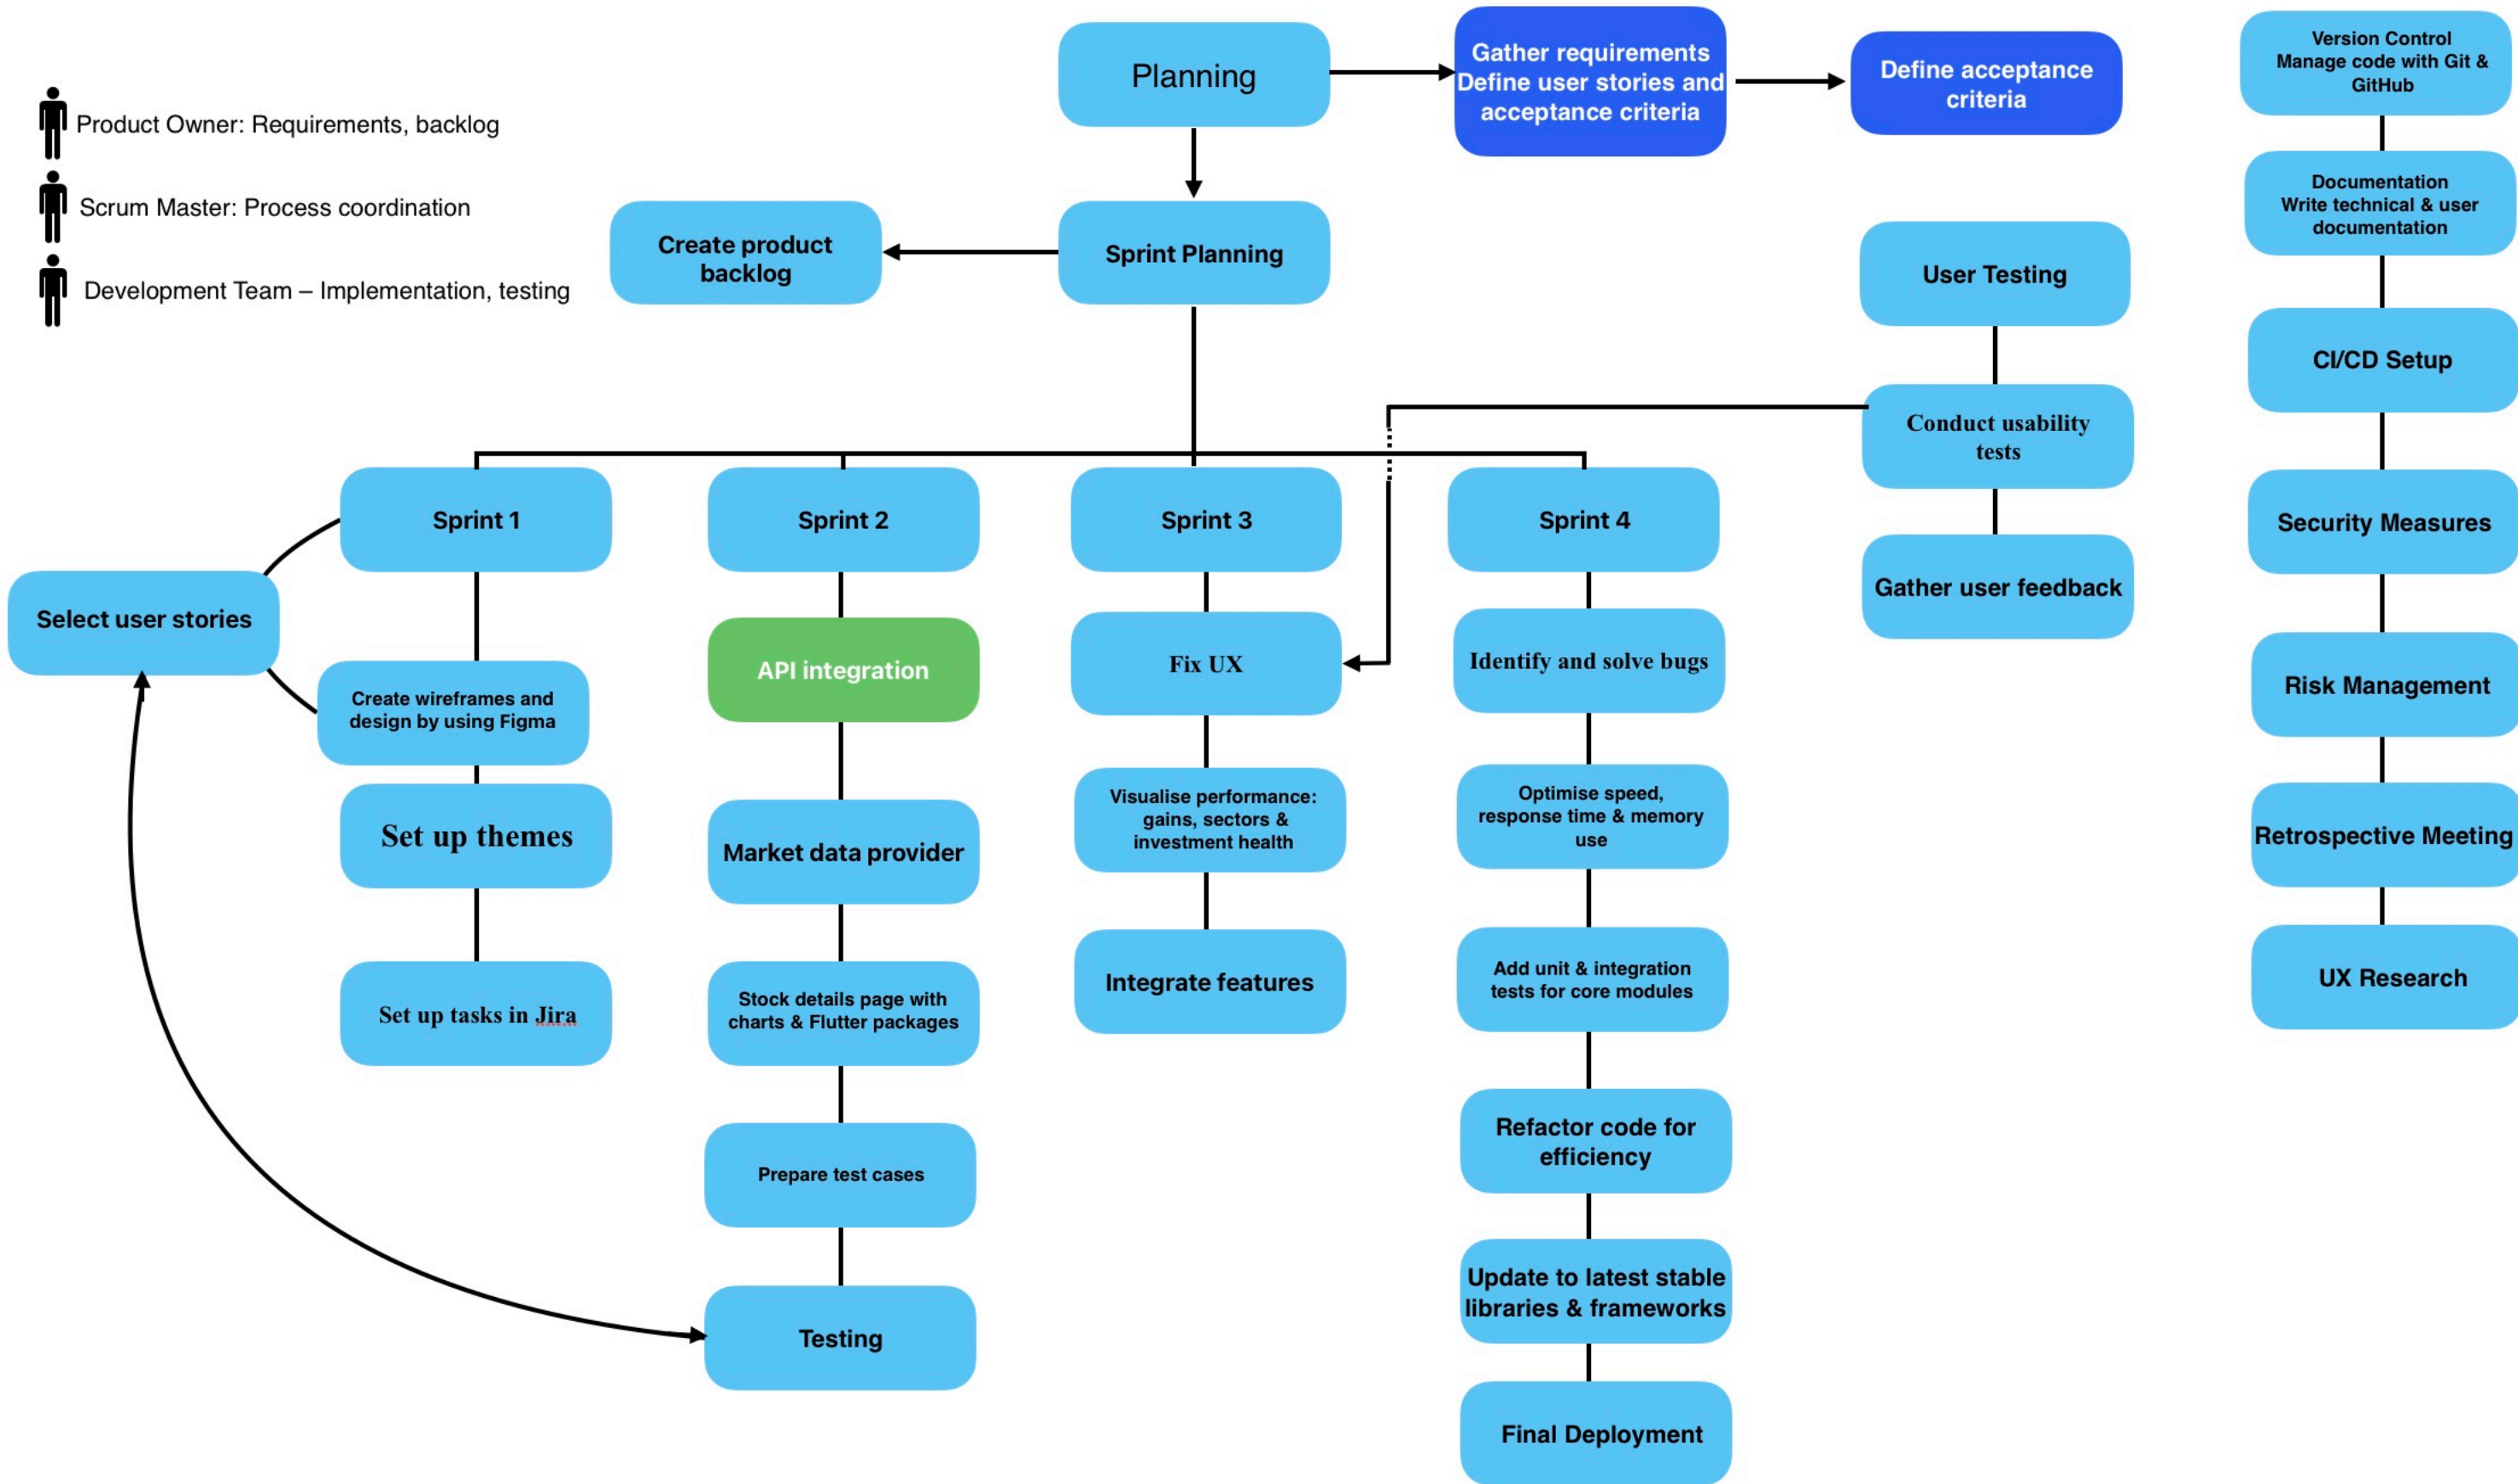 Product Owner: Requirements, backlog
Scrum Master: Process coordination
Development Team – Implementation, testing
Planning
Gather requirements
Define user stories and
acceptance criteria
Define acceptance
criteria
Create product
backlog
Sprint Planning
Select user stories
Sprint 1
Create wireframes and
design by using Figma
Set up themes
Set up tasks in Jira
Sprint 2
API integration
Market data provider
Stock details page with
charts & Flutter packages
Prepare test cases
Testing
Sprint 3
Fix UX
Visualise performance:
gains, sectors &
investment health
Integrate features
Sprint 4
Identify and solve bugs
Optimise speed,
response time & memory
use
Add unit & integration
tests for core modules
Refactor code for
efficiency
Update to latest stable
libraries & frameworks
Final Deployment
User Testing
Conduct usability
tests
Gather user feedback
Version Control
Manage code with Git &
GitHub
Documentation
Write technical & user
documentation
CI/CD Setup
Security Measures
Risk Management
Retrospective Meeting
UX Research